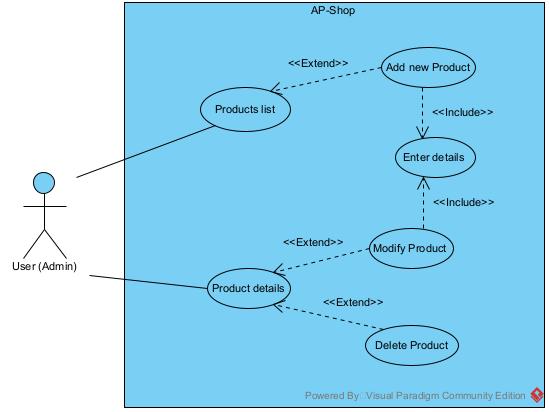 AP-Shop
<<Extend>>
Add new Product
Products list
<<Include>>
Enter details
<<Include>>
User (Admin)
<<Extend>>
Modify Product
Product details
<<Extend>>
Delete Product
Powered By: Visual Paradigm Community Edition